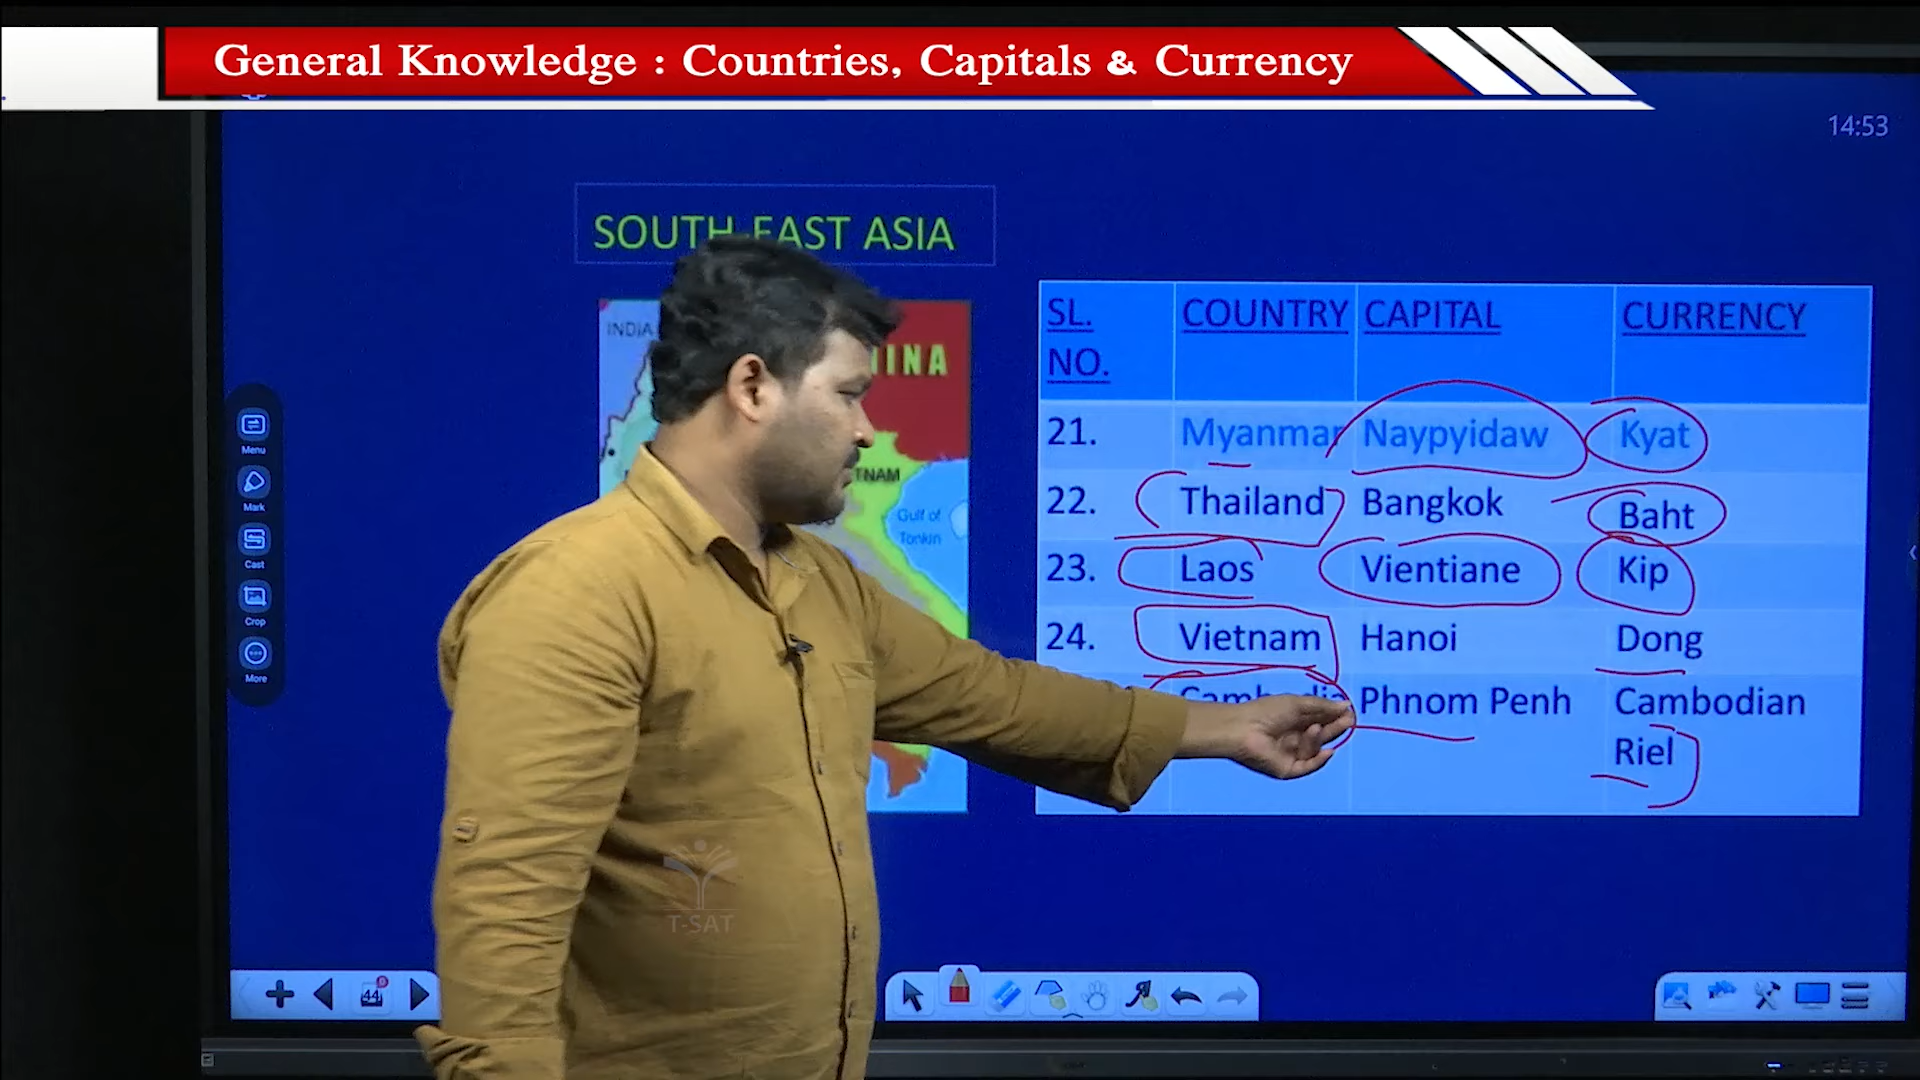 General Knowledge : Countries, Capitals & Currency
14:53
SOUTH-EAST ASIA
INDIA
TNAM
Gulf of
Tonkin
SL. NO. COUNTRY CAPITAL CURRENCY
21. Myanmar Naypyidaw Kyat
22. Thailand Bangkok Baht
23. Laos Vientiane Kip
24. Vietnam Hanoi Dong
Cambodia Phnom Penh Cambodian Riel
Menu
Mark
Cast
Crop
More
T-SAT
44